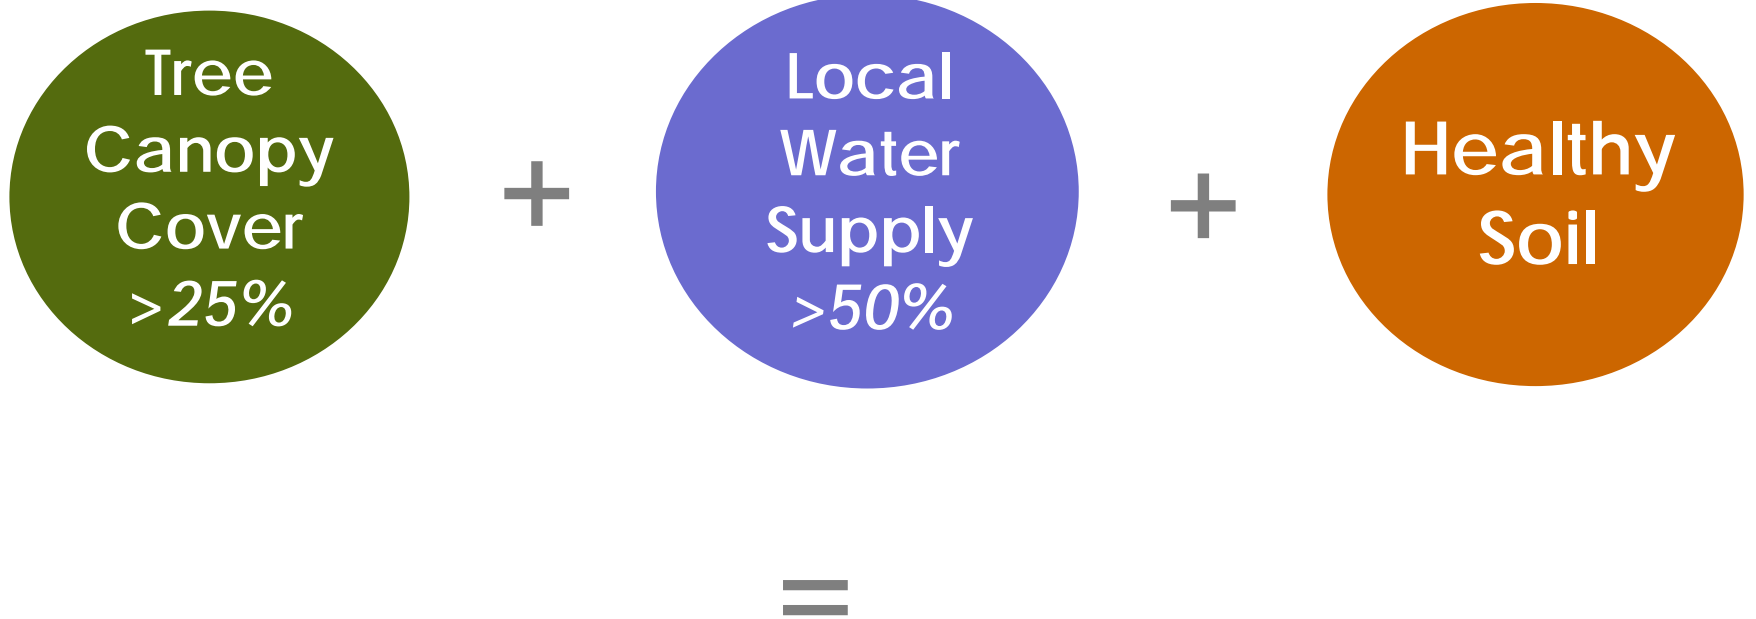 Tree
Canopy
Cover
>25%
+
Local
Water
Supply
>50%
+
Healthy
Soil
=